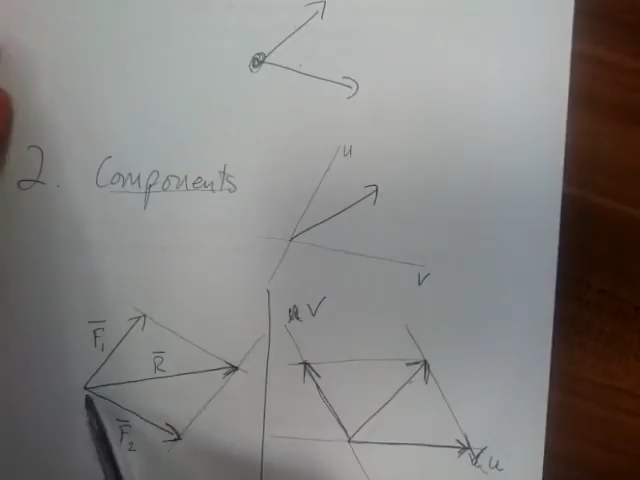 2. Components
u
v
F₁
R
F₂
V
u